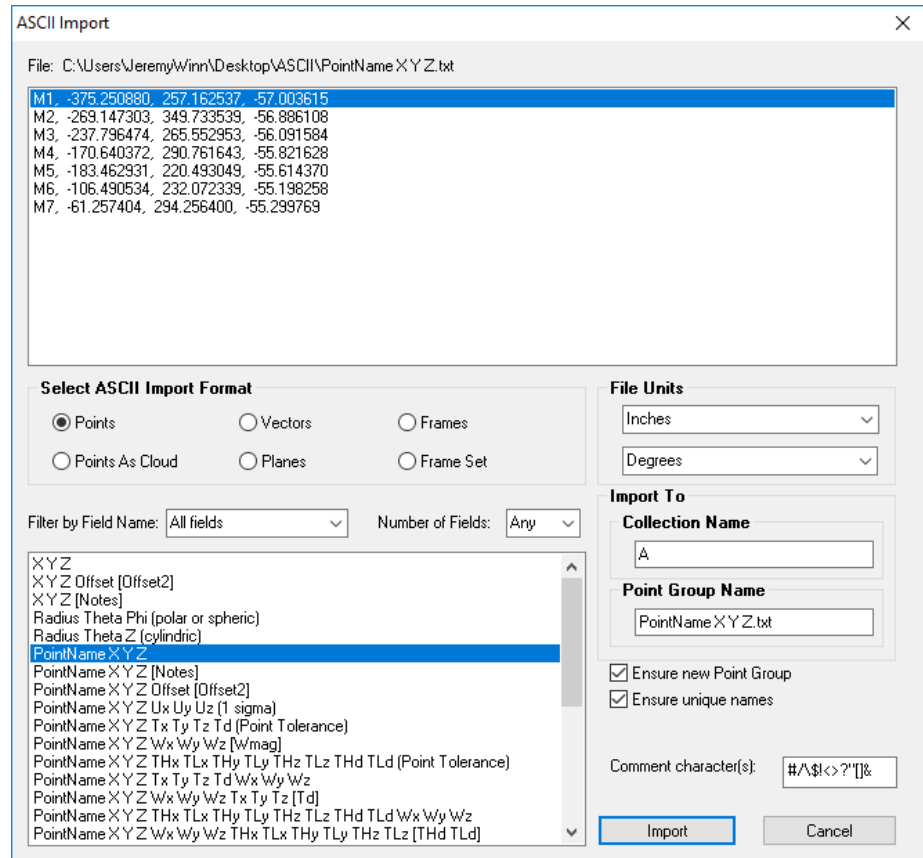 ASCII Import
File: C:\Users\JeremyWinn\Desktop\ASCII\PointName X Y Z.txt
M1, -375.250880, 257.162537, -57.003615
M2, -269.147303, 349.733539, -56.886108
M3, -237.796474, 265.552953, -56.091584
M4, -170.640372, 290.761643, -55.821628
M5, -183.462931, 220.493049, -55.614370
M6, -106.490534, 232.072339, -55.198258
M7, -61.257404, 294.256400, -55.299769
Select ASCII Import Format
Points Vectors Frames
Points As Cloud Planes Frame Set
File Units
Inches
Degrees
Filter by Field Name: All fields Number of Fields: Any
X Y Z
X Y Z Offset [Offset2]
X Y Z [Notes]
Radius Theta Phi (polar or spheric)
Radius Theta Z (cylindric)
PointName X Y Z
PointName X Y Z [Notes]
PointName X Y Z Offset [Offset2]
PointName X Y Z Ux Uy Uz (1 sigma)
PointName X Y Z Tx Ty Tz Td (Point Tolerance)
PointName X Y Z Wx Wy Wz [Wmag]
PointName X Y Z THx TLx THy TLy THz TLz THd TLd (Point Tolerance)
PointName X Y Z Tx Ty Tz Td Wx Wy Wz
PointName X Y Z Wx Wy Wz Tx Ty Tz [Td]
PointName X Y Z THx TLx THy TLy THz TLz THd TLd Wx Wy Wz
PointName X Y Z Wx Wy Wz THx TLx THy TLy THz TLz [THd TLd]
Import To
Collection Name
A
Point Group Name
PointName X Y Z.txt
Ensure new Point Group
Ensure unique names
Comment character(s): #/\$!<>?"[]&
Import Cancel